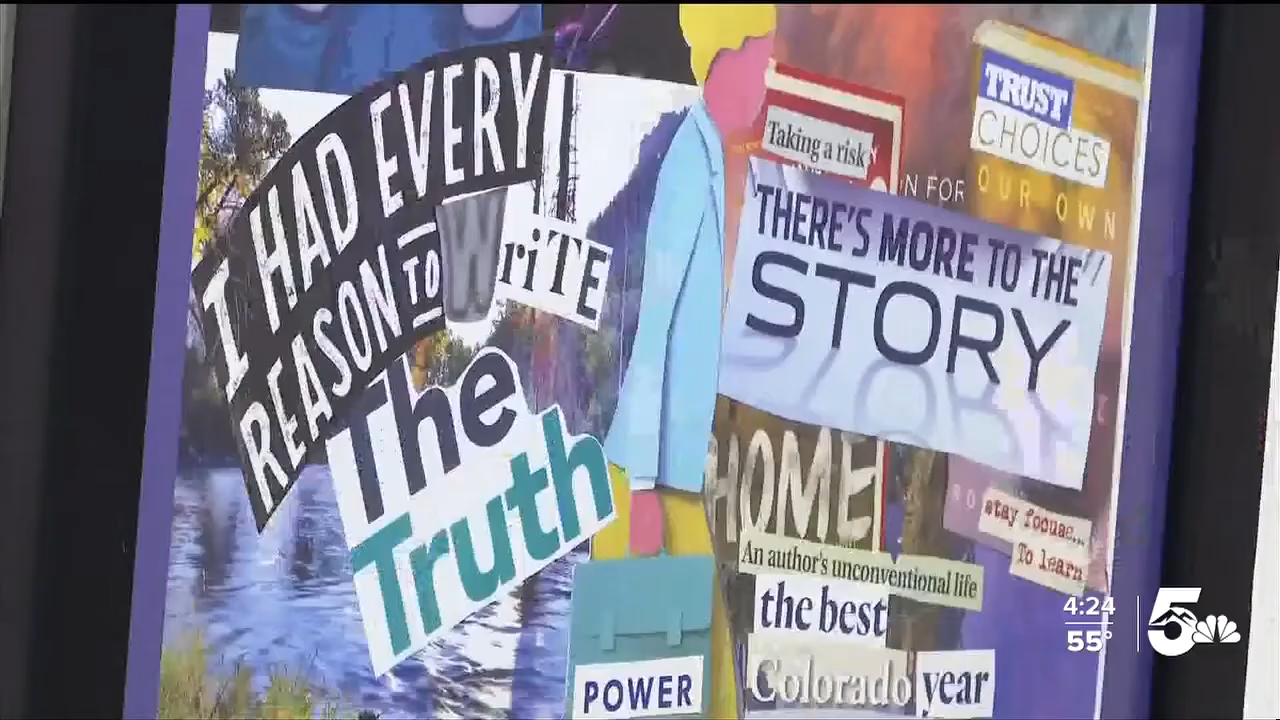 I HAD EVERY
REASON TO WriTE
The
Truth
POWER
TRUST
CHOICES
OUR OWN
Taking a risk
N FOR
"THERE'S MORE TO THE"
STORY
HOME
An author's unconventional life
the best
Colorado year
stay focus...
To learn
4:24
55°
5